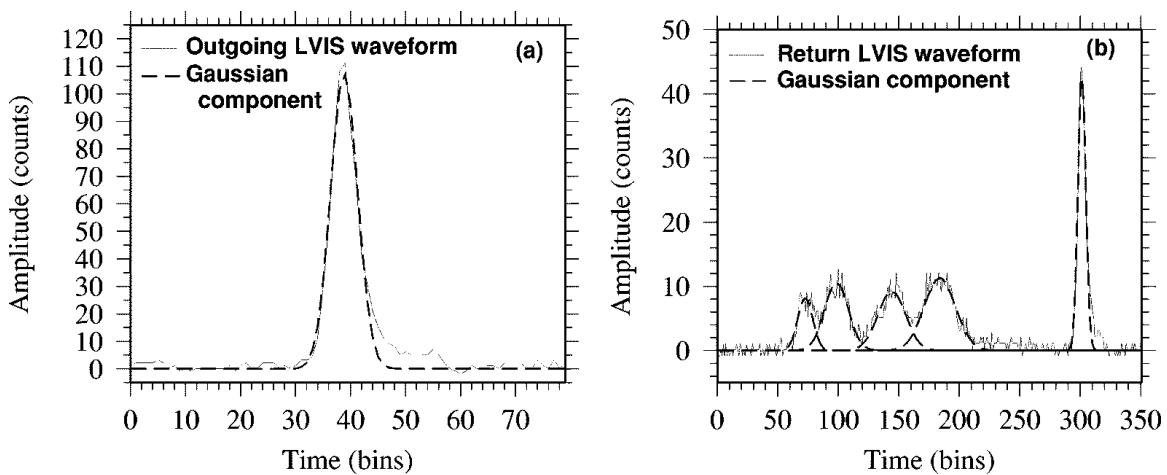 120
110
100
90
80
70
60
50
40
30
20
10
0
Amplitude (counts)
Outgoing LVIS waveform
Gaussian
component
(a)
0 10 20 30 40 50 60 70
Time (bins)
50
40
30
20
10
0
Amplitude (counts)
Return LVIS waveform
Gaussian component
(b)
0 50 100 150 200 250 300 350
Time (bins)